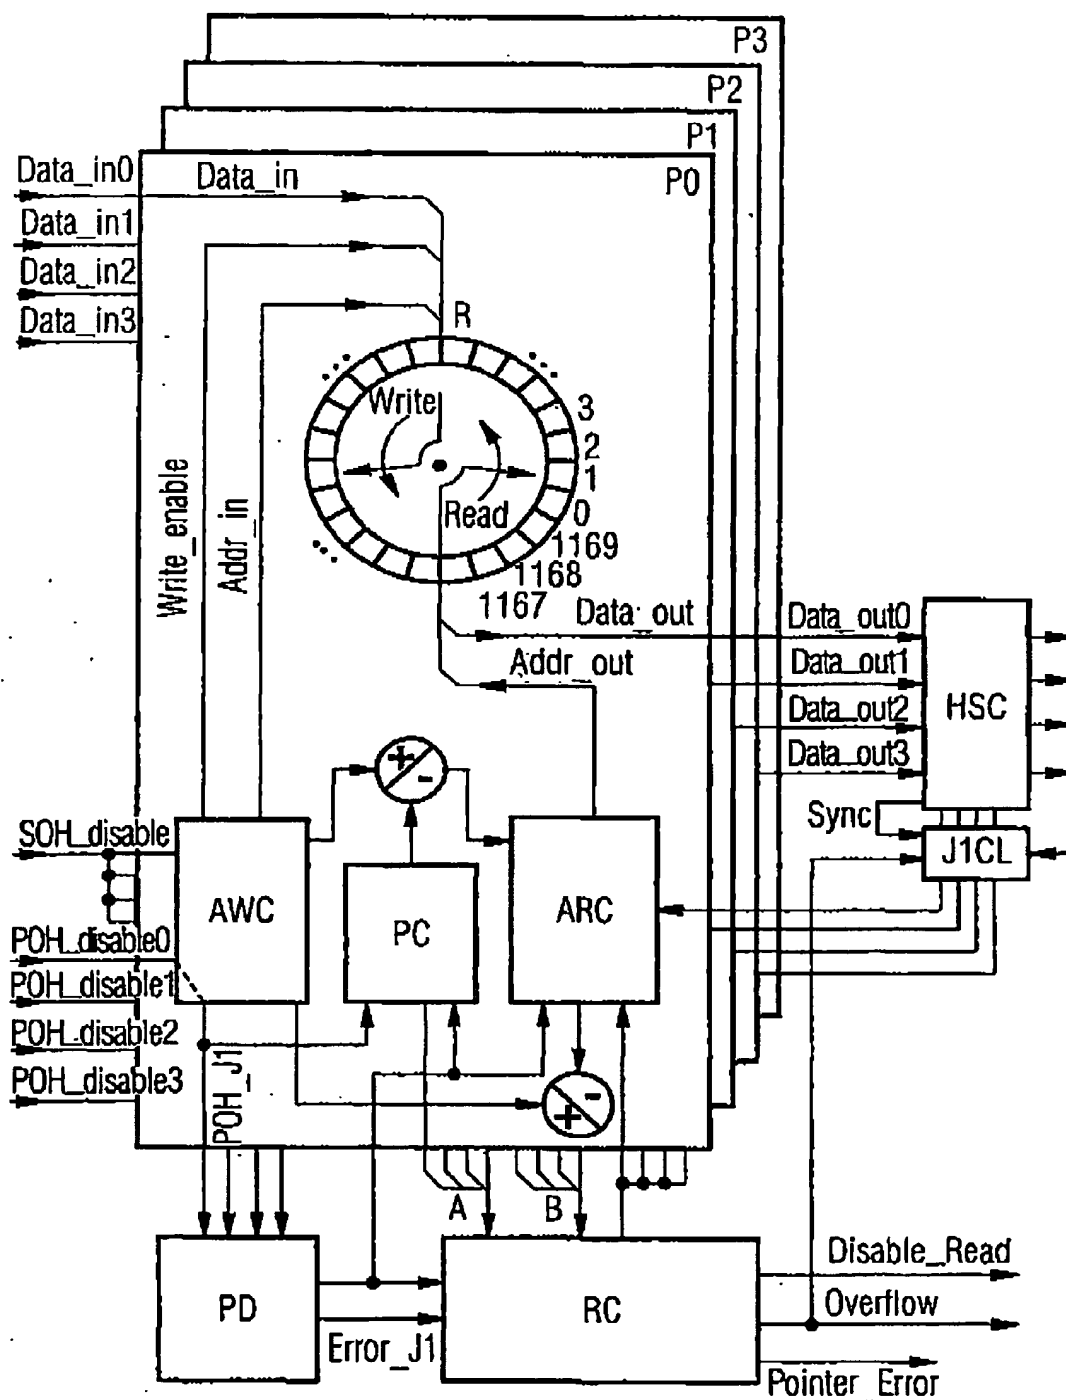 P3
P2
P1
P0
Data_in0
Data_in
Data_in1
Data_in2
Data_in3
R
Write
Read
3
2
1
0
1169
1168
1167
Write_enable
Addr_in
Data_out
Addr_out
Data_out0
Data_out1
Data_out2
Data_out3
HSC
Sync
J1CL
+
-
SOH_disable
AWC
PC
ARC
POH_disable0
POH_disable1
POH_disable2
POH_disable3
POH_J1
-
+
A
B
PD
RC
Error_J1
Disable_Read
Overflow
Pointer_Error